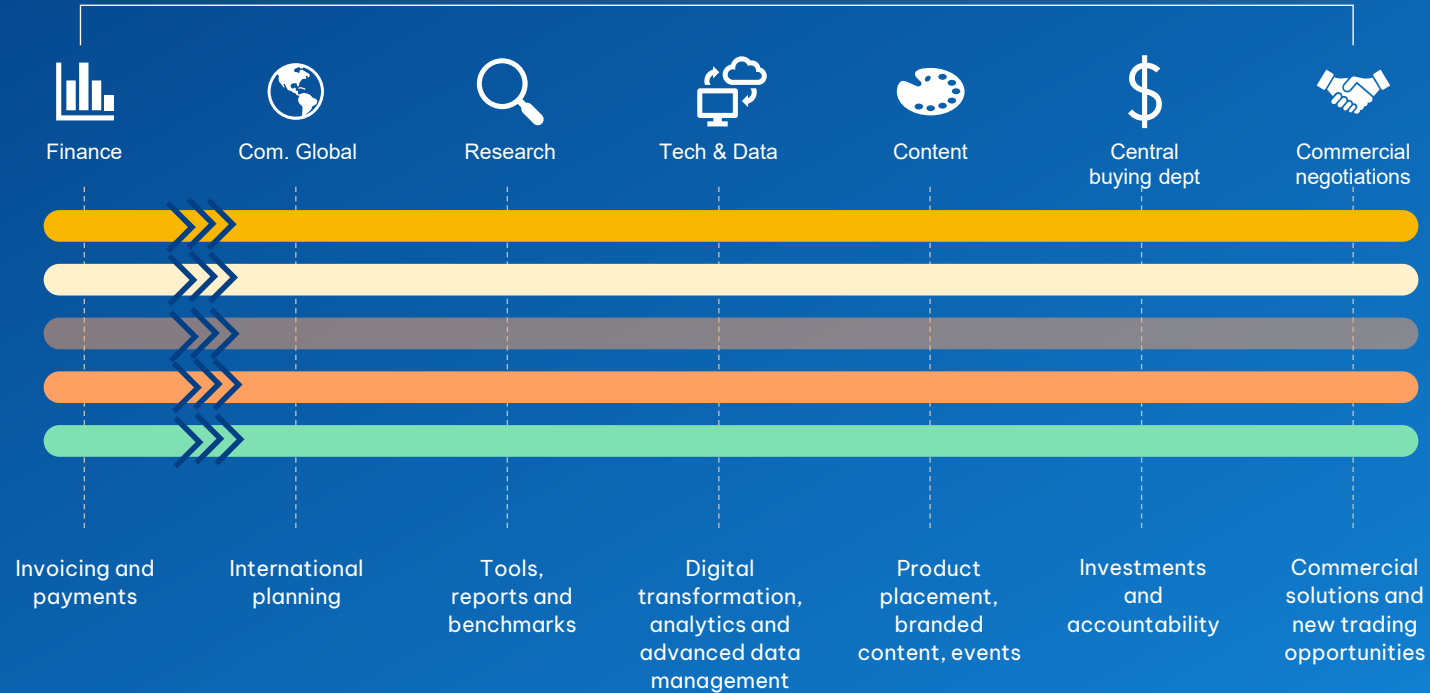 Finance
Com. Global
Research
Tech & Data
Content
Central
buying dept
Commercial
negotiations
Invoicing and
payments
International
planning
Tools,
reports and
benchmarks
Digital
transformation,
analytics and
advanced data
management
Product
placement,
branded
content, events
Investments
and
accountability
Commercial
solutions and
new trading
opportunities